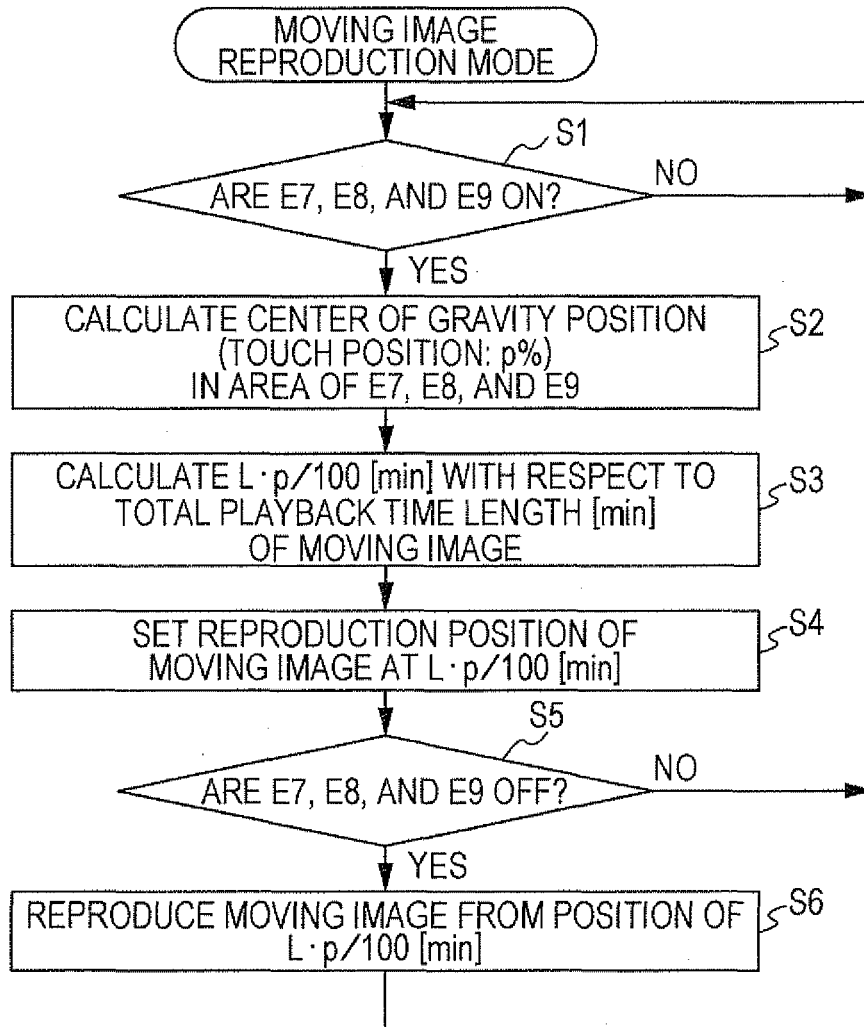 MOVING IMAGE
REPRODUCTION MODE
S1
ARE E7, E8, AND E9 ON?
NO
YES
CALCULATE CENTER OF GRAVITY POSITION
(TOUCH POSITION: p%)
IN AREA OF E7, E8, AND E9
S2
CALCULATE L·p/100 [min] WITH RESPECT TO
TOTAL PLAYBACK TIME LENGTH [min]
OF MOVING IMAGE
S3
SET REPRODUCTION POSITION OF
MOVING IMAGE AT L·p/100 [min]
S4
S5
ARE E7, E8, AND E9 OFF?
NO
YES
REPRODUCE MOVING IMAGE FROM POSITION OF
L·p/100 [min]
S6